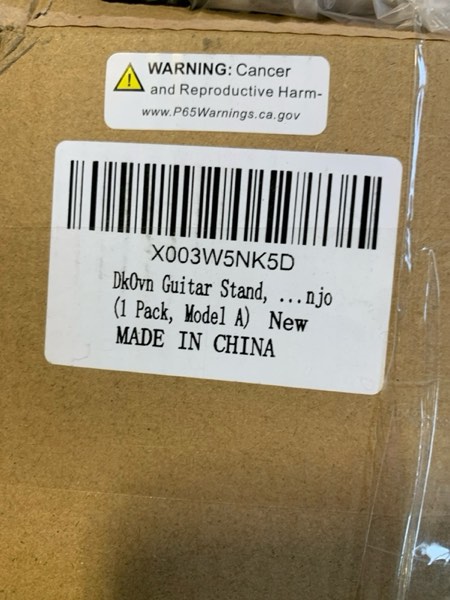 WARNING: Cancer
and Reproductive Harm-
www.P65Warnings.ca.gov
X003W5NK5D
DkOvn Guitar Stand, ...njo
(1 Pack, Model A) New
MADE IN CHINA